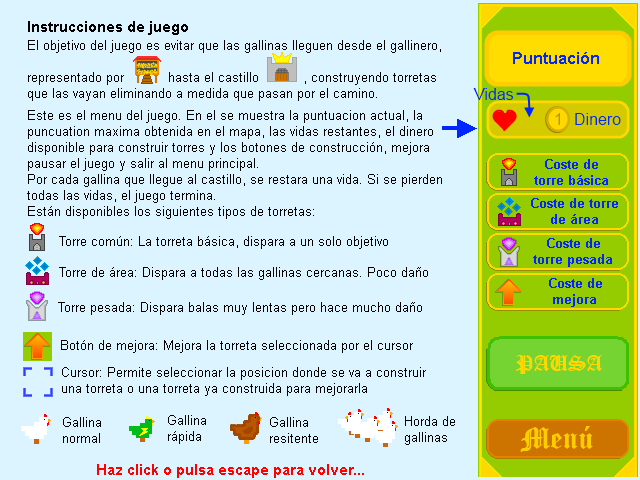 Instrucciones de juego
El objetivo del juego es evitar que las gallinas lleguen desde el gallinero,
representado por hasta el castillo , construyendo torretas
que las vayan eliminando a medida que pasan por el camino.
Este es el menu del juego. En el se muestra la puntuacion actual, la
puncuation maxima obtenida en el mapa, las vidas restantes, el dinero
disponible para construir torres y los botones de construcción, mejora
pausar el juego y salir al menu principal.
Por cada gallina que llegue al castillo, se restara una vida. Si se pierden
todas las vidas, el juego termina.
Están disponibles los siguientes tipos de torretas:
Torre común: La torreta básica, dispara a un solo objetivo
Torre de área: Dispara a todas las gallinas cercanas. Poco daño
Torre pesada: Dispara balas muy lentas pero hace mucho daño
Botón de mejora: Mejora la torreta seleccionada por el cursor
Cursor: Permite seleccionar la posicion donde se va a construir
una torreta o una torreta ya construida para mejorarla
Gallina
normal
Gallina
rápida
Gallina
resitente
Horda de
gallinas
Haz click o pulsa escape para volver...
Puntuación
Vidas
1 Dinero
Coste de
torre básica
Coste de torre
de área
Coste de
torre pesada
Coste de
mejora
PAUSA
Menú